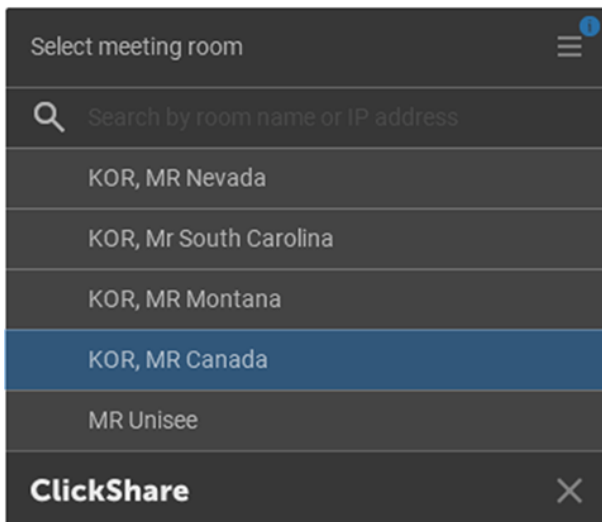 Select meeting room
i
Search by room name or IP address
KOR, MR Nevada
KOR, Mr South Carolina
KOR, MR Montana
KOR, MR Canada
MR Unisee
ClickShare